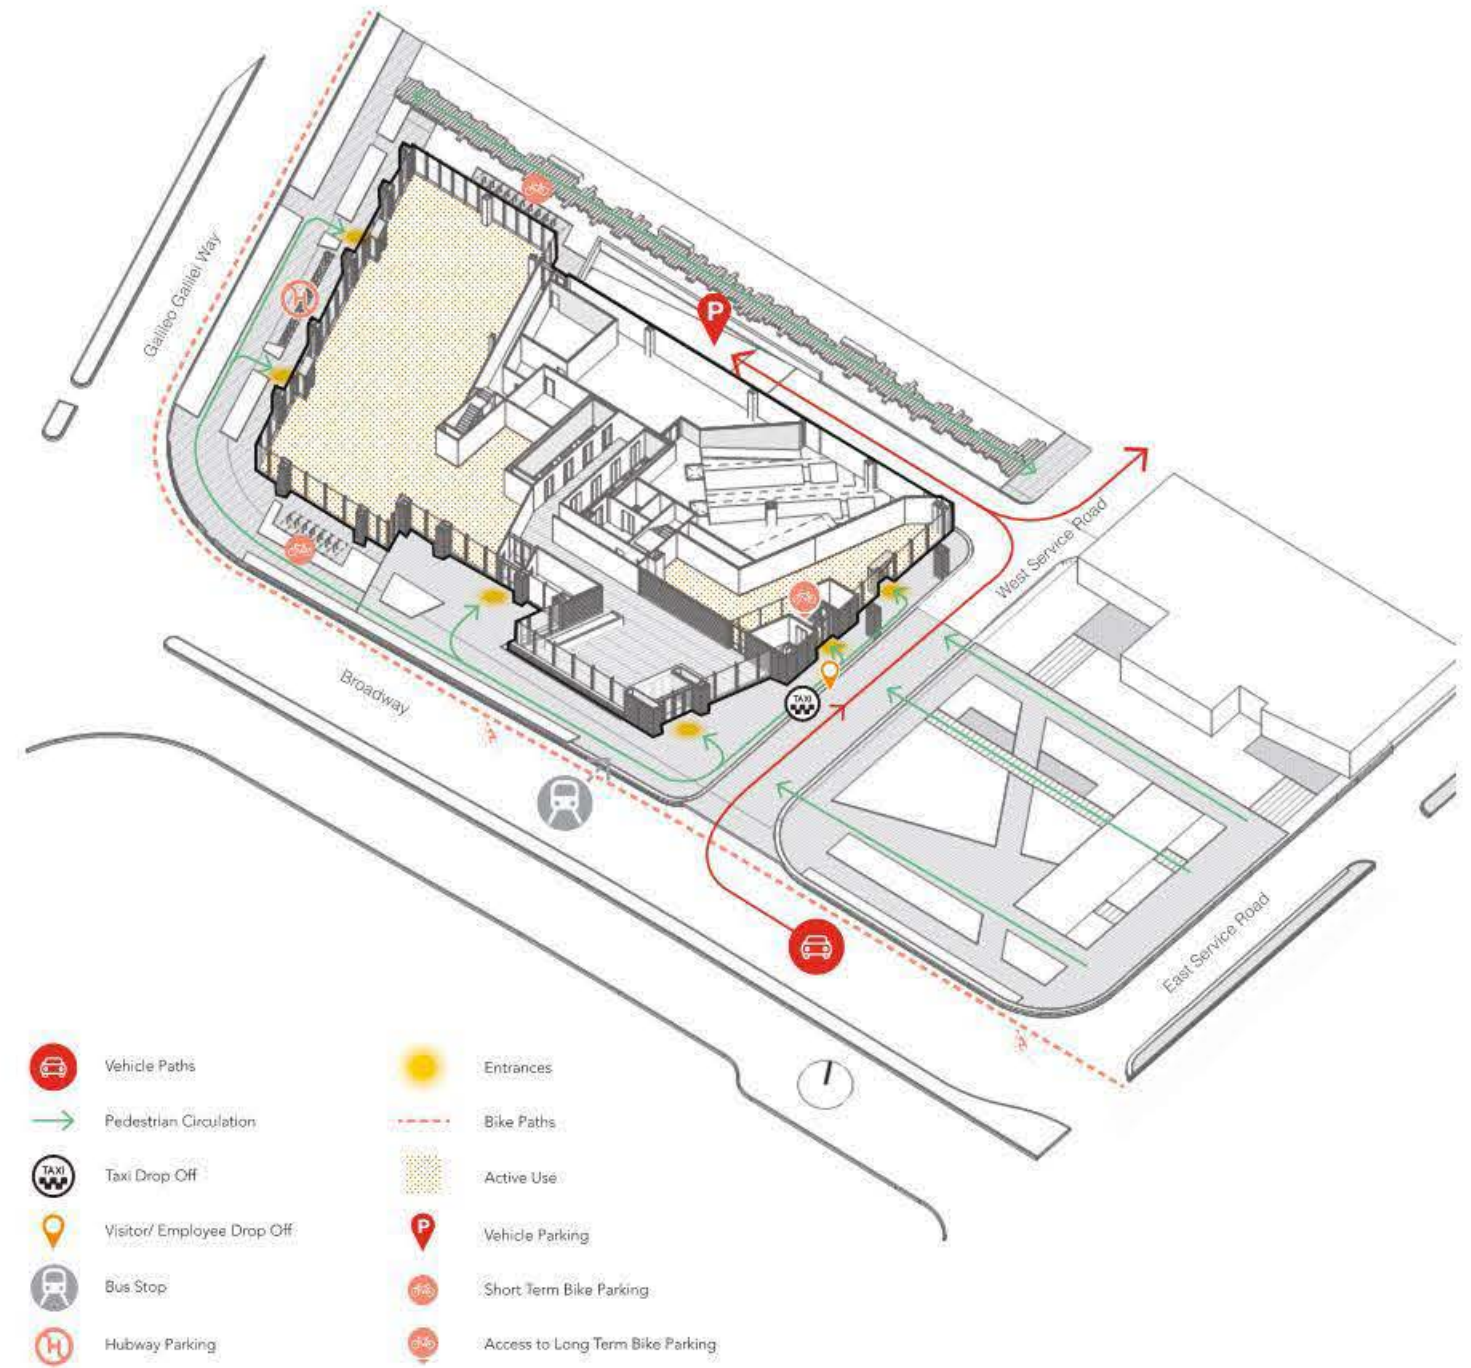 P
Galileo Galilei Way
West Service Road
TAXI
Broadway
East Service Road
Vehicle Paths
Entrances
Pedestrian Circulation
Bike Paths
TAXI
Taxi Drop Off
Active Use
Visitor/ Employee Drop Off
P
Vehicle Parking
Bus Stop
Short Term Bike Parking
H
Hubway Parking
Access to Long Term Bike Parking